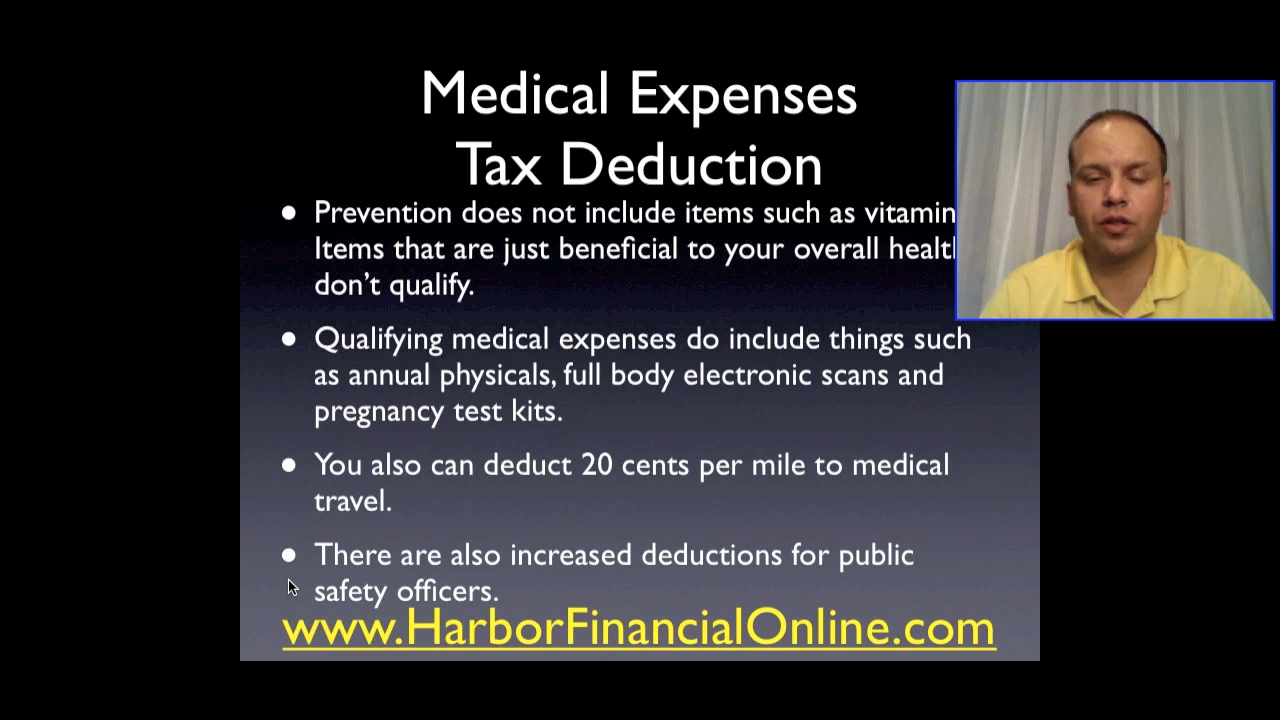 Medical Expenses
Tax Deduction
• Prevention does not include items such as vitamin
Items that are just beneficial to your overall healt
don't qualify.
• Qualifying medical expenses do include things such
as annual physicals, full body electronic scans and
pregnancy test kits.
• You also can deduct 20 cents per mile to medical
travel.
• There are also increased deductions for public
safety officers.
www.HarborFinancialOnline.com